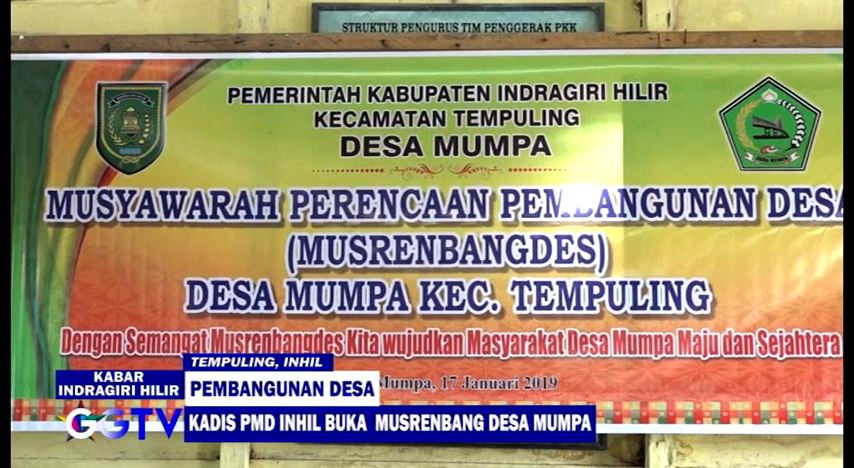 STRUKTUR PENGURUS TIM PENGGERAK PKK
PEMERINTAH KABUPATEN INDRAGIRI HILIR
KECAMATAN TEMPULING
DESA MUMPA
DESA MUMPA
MUSYAWARAH PERENCAAN PEMBANGUNAN DESA
(MUSRENBANGDES)
DESA MUMPA KEC. TEMPULING
Dengan Semangat Musrenbangdes Kita wujudkan Masyarakat Desa Mumpa Maju dan Sejahtera
Mumpa, 17 Januari 2019
TEMPULING, INHIL
KABAR
INDRAGIRI HILIR
PEMBANGUNAN DESA
GGTV
KADIS PMD INHIL BUKA MUSRENBANG DESA MUMPA